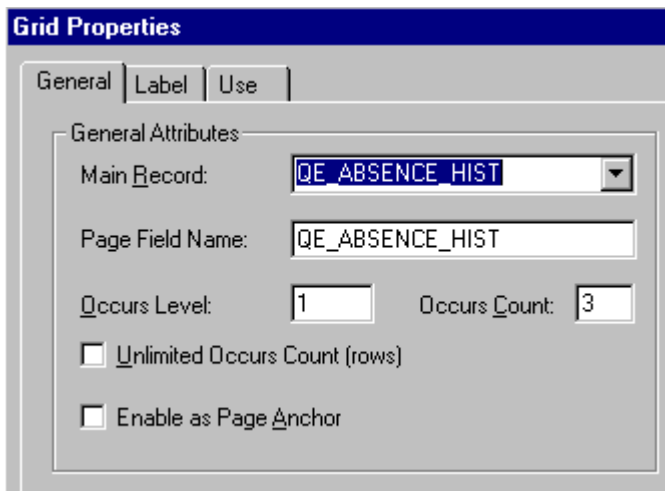 Grid Properties
General Label Use
General Attributes
Main Record: QE_ABSENCE_HIST
Page Field Name: QE_ABSENCE_HIST
Occurs Level: 1 Occurs Count: 3
Unlimited Occurs Count (rows)
Enable as Page Anchor